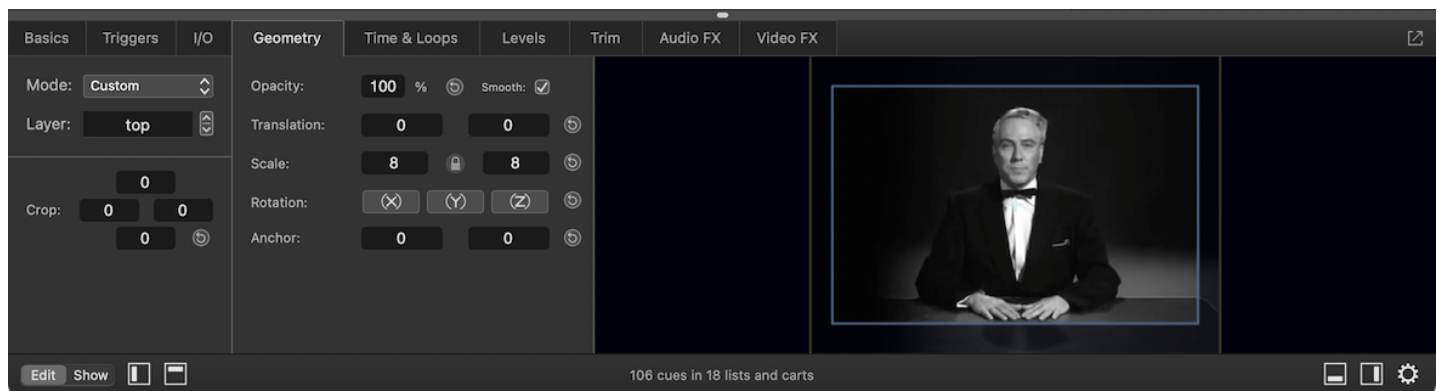 Basics Triggers I/O Geometry Time & Loops Levels Trim Audio FX Video FX
Mode: Custom Opacity: 100 % Smooth:
Layer: top Translation: 0 0
Scale: 8 8
0
Crop: 0 0 Rotation: (X) (Y) (Z)
0 Anchor: 0 0
Edit Show 106 cues in 18 lists and carts